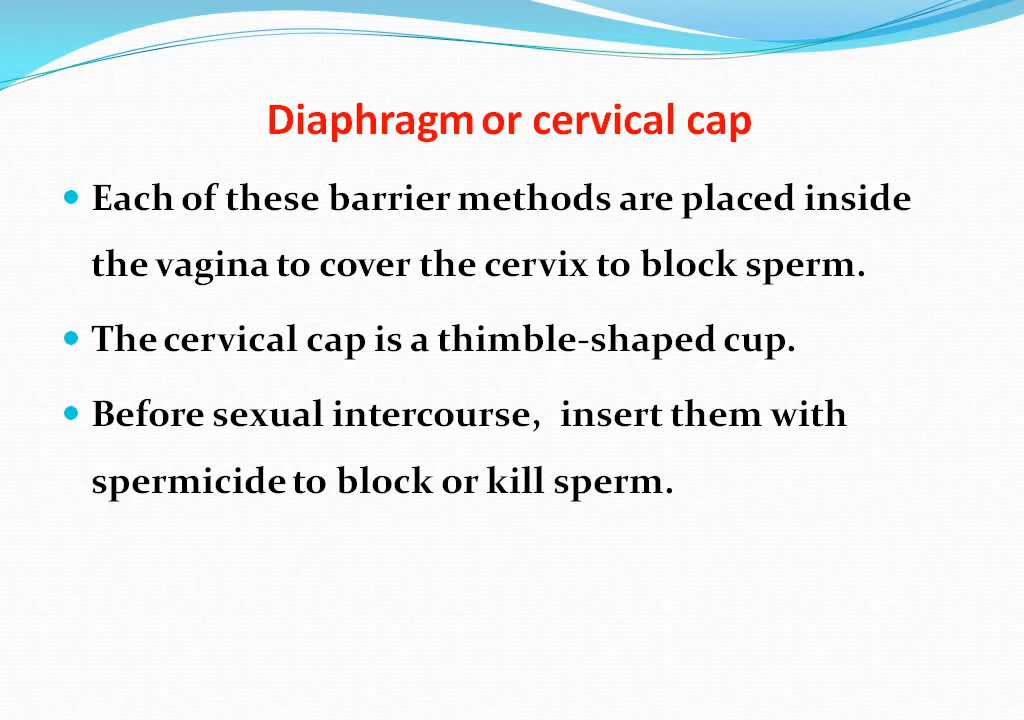 Diaphragm or cervical cap
• Each of these barrier methods are placed inside
the vagina to cover the cervix to block sperm.
• The cervical cap is a thimble-shaped cup.
• Before sexual intercourse,  insert them with
spermicide to block or kill sperm.